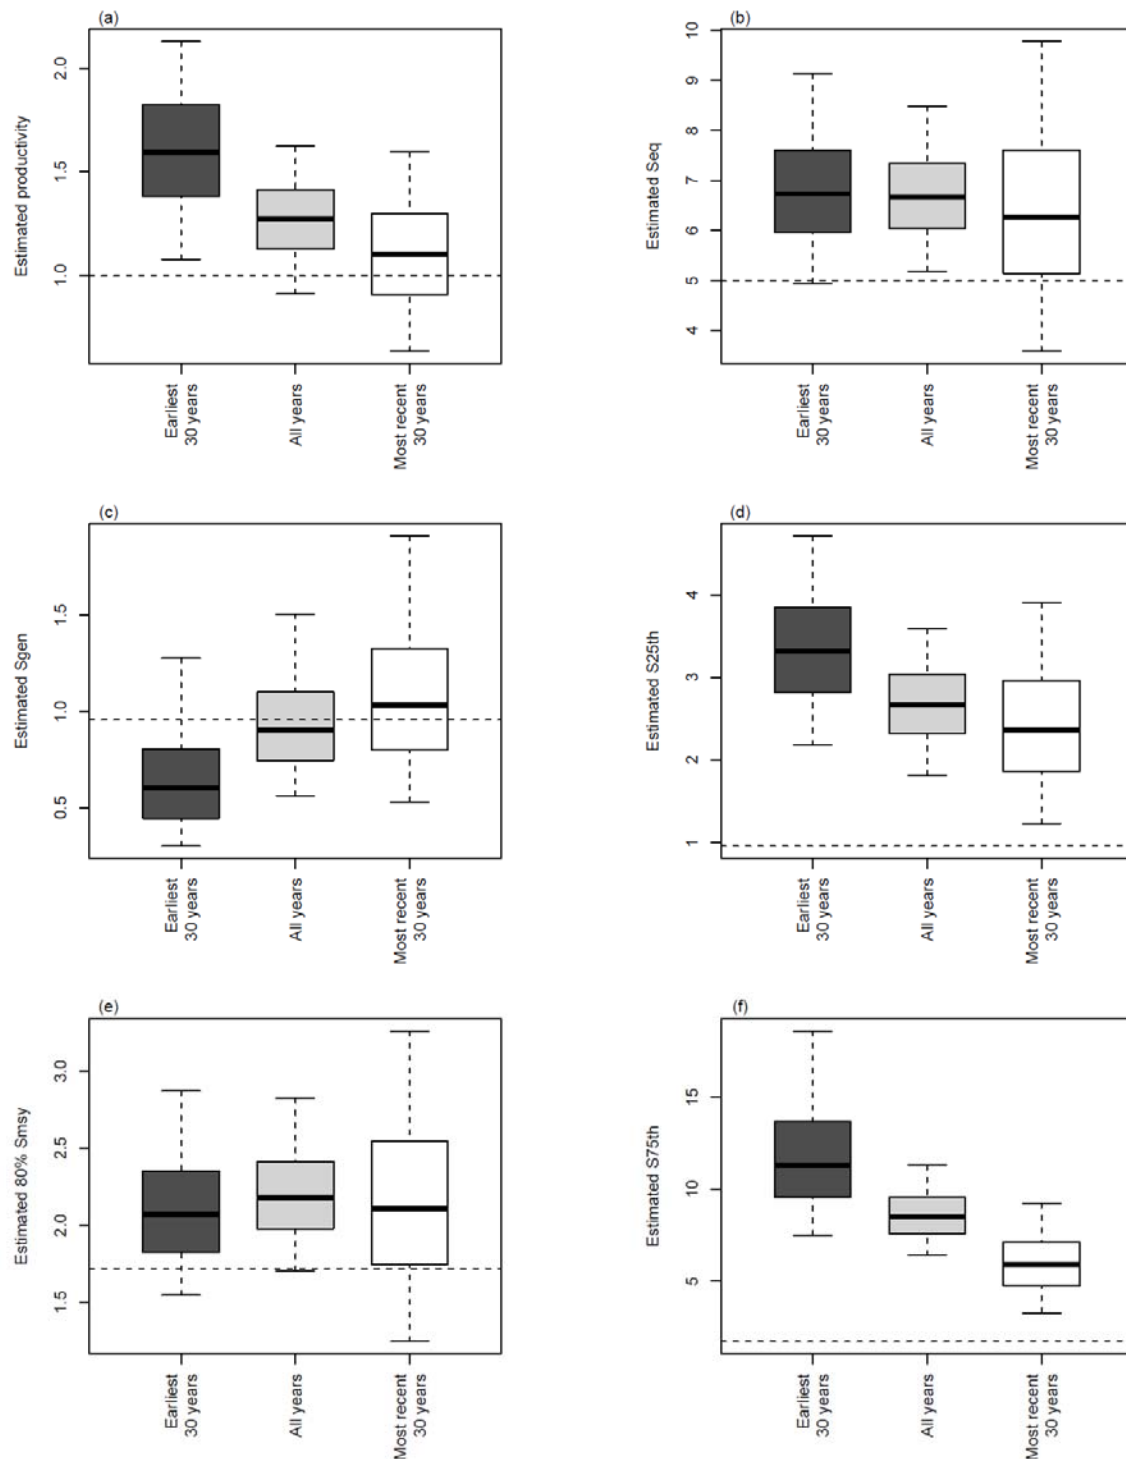 (a)
Estimated productivity
2.0
1.5
1.0
Earliest
30 years
All years
Most recent
30 years
(b)
Estimated Seq
10
9
8
7
6
5
4
Earliest
30 years
All years
Most recent
30 years
(c)
Estimated Sgen
1.5
1.0
0.5
Earliest
30 years
All years
Most recent
30 years
(d)
Estimated S25th
4
3
2
1
Earliest
30 years
All years
Most recent
30 years
(e)
Estimated 80% Smsy
3.0
2.5
2.0
1.5
Earliest
30 years
All years
Most recent
30 years
(f)
Estimated S75th
15
10
5
Earliest
30 years
All years
Most recent
30 years